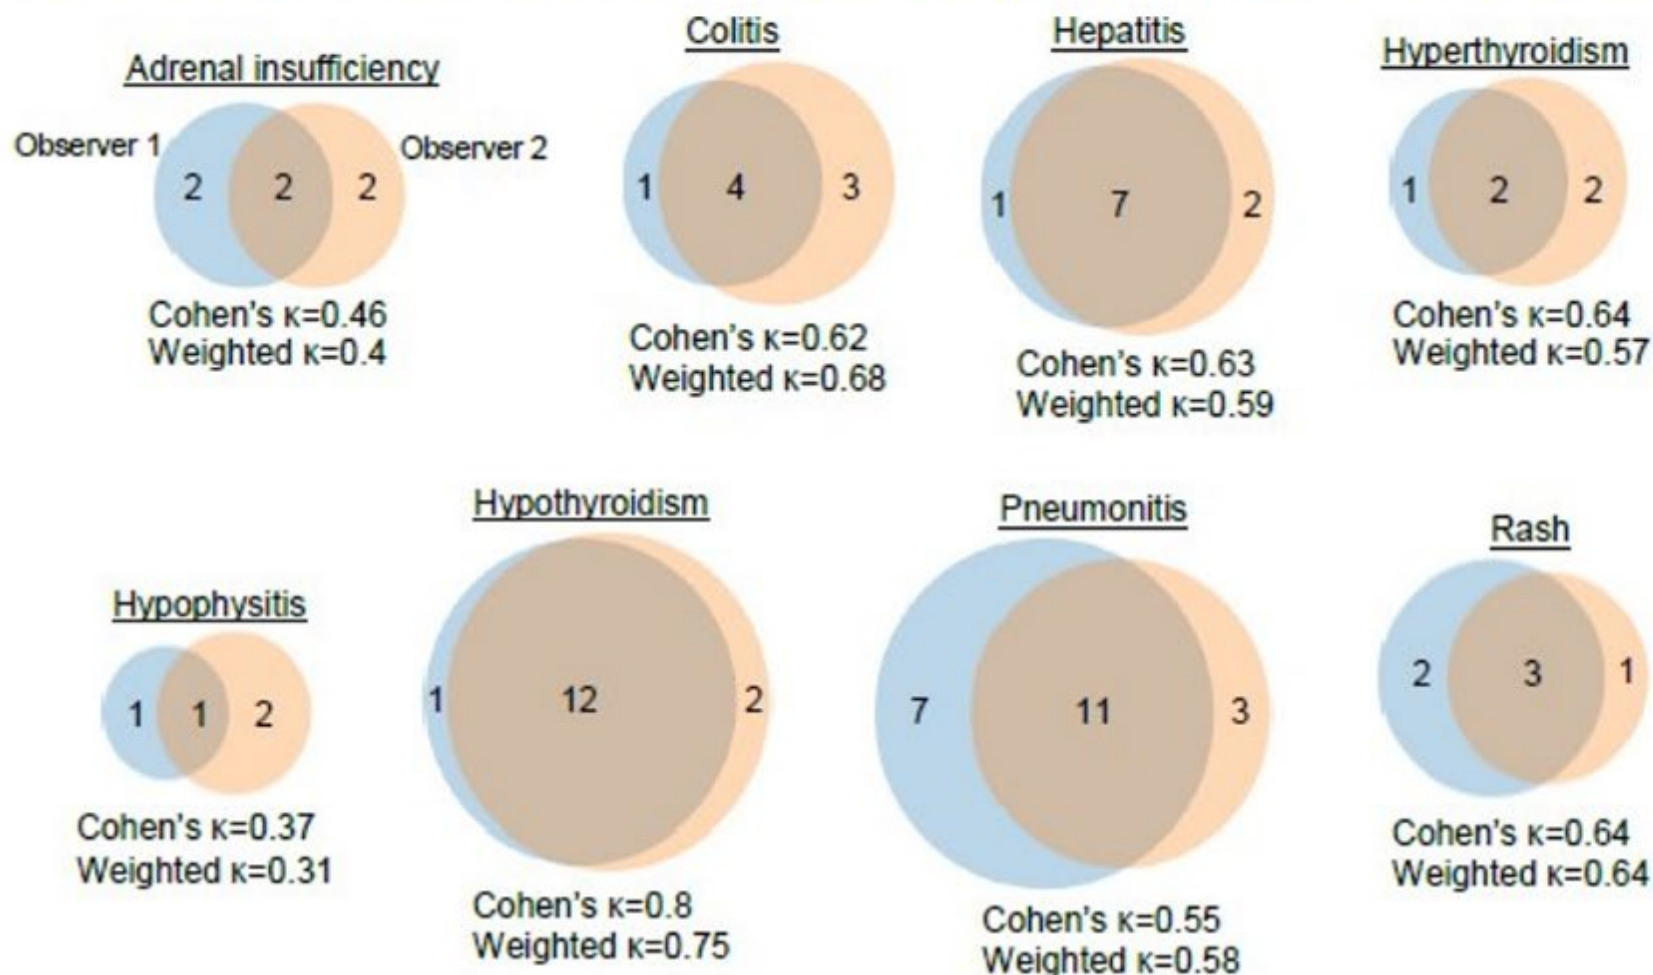 Adrenal insufficiency
Observer 1
Observer 2
2
2
2
Cohen's κ=0.46
Weighted κ=0.4
Colitis
1
4
3
Cohen's κ=0.62
Weighted κ=0.68
Hepatitis
1
7
2
Cohen's κ=0.63
Weighted κ=0.59
Hyperthyroidism
1
2
2
Cohen's κ=0.64
Weighted κ=0.57
Hypophysitis
1
1
2
Cohen's κ=0.37
Weighted κ=0.31
Hypothyroidism
1
12
2
Cohen's κ=0.8
Weighted κ=0.75
Pneumonitis
7
11
3
Cohen's κ=0.55
Weighted κ=0.58
Rash
2
3
1
Cohen's κ=0.64
Weighted κ=0.64